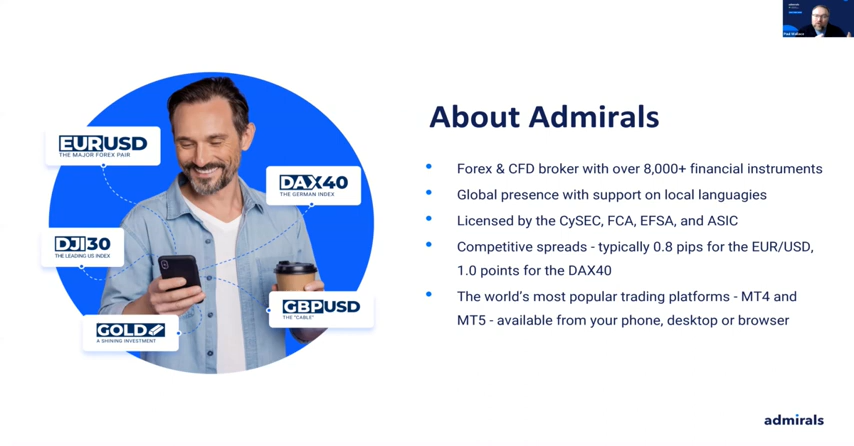 admirals
Paul Wallace
About Admirals
EURUSD
THE MAJOR FOREX PAIR
DAX40
THE GERMAN INDEX
DJI30
THE LEADING US INDEX
GBPUSD
THE "CABLE"
GOLD
A SHINING INVESTMENT
Forex & CFD broker with over 8,000+ financial instruments
Global presence with support on local languagies
Licensed by the CySEC, FCA, EFSA, and ASIC
Competitive spreads - typically 0.8 pips for the EUR/USD,
1.0 points for the DAX40
The world's most popular trading platforms - MT4 and
MT5 - available from your phone, desktop or browser
admirals